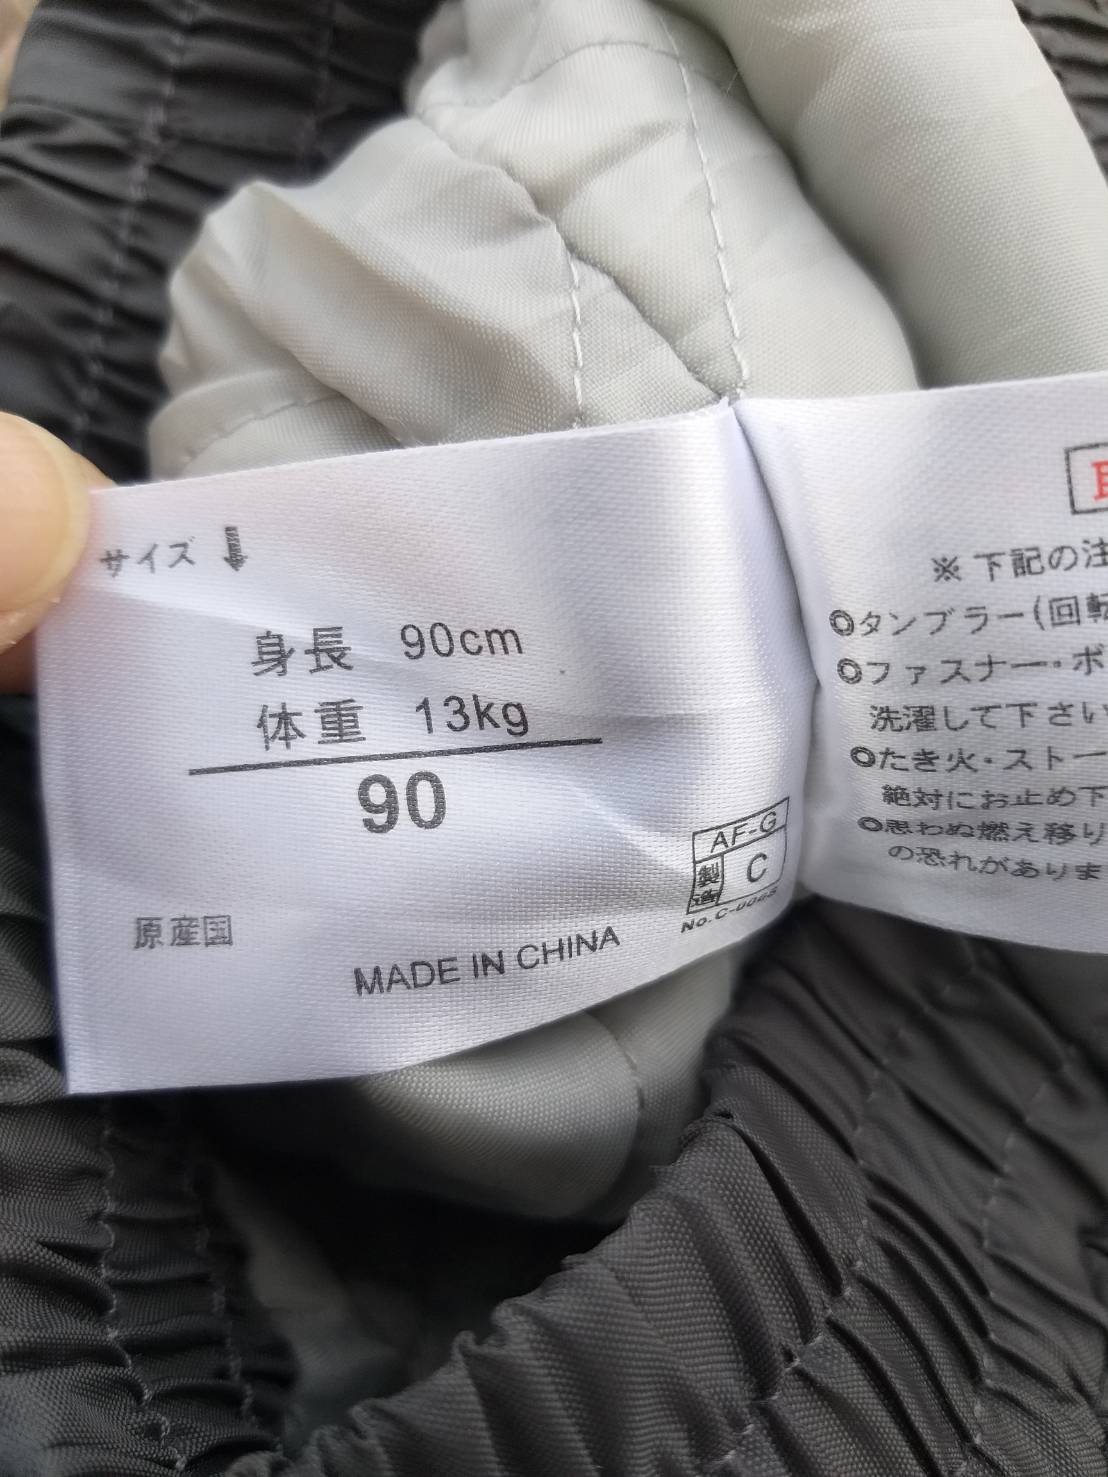 サイズ ↓
身長 90cm
体重 13kg
90
AF-G
製造 C
原産国
MADE IN CHINA
※下記の注
◎タンブラー(回転
◎ファスナー・ボ
洗濯して下さい
◎たき火・ストー
絶対にお止め下
◎思わぬ燃え移り
の恐れがありま